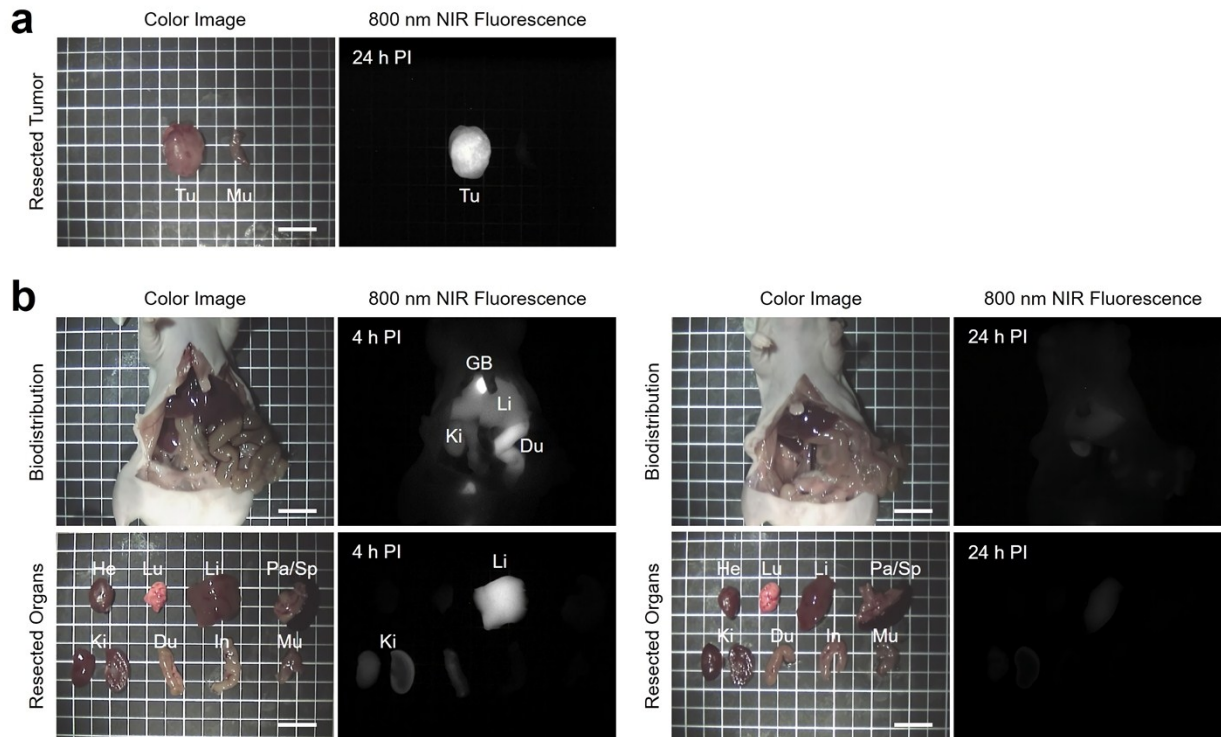 a
Color Image
800 nm NIR Fluorescence
Resected Tumor
24 h PI
Tu
Mu
Tu
b
Color Image
800 nm NIR Fluorescence
Color Image
800 nm NIR Fluorescence
Biodistribution
4 h PI
GB
Li
Ki
Du
Biodistribution
24 h PI
Resected Organs
He Lu Li Pa/Sp
Ki Du In Mu
4 h PI
Li
Ki
Resected Organs
He Lu Li Pa/Sp
Ki Du In Mu
24 h PI